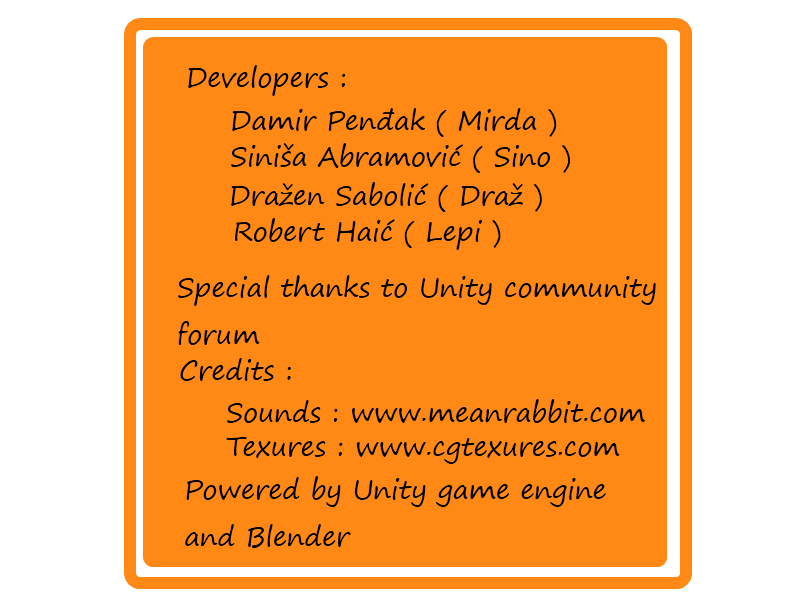 Developers :
Damir Penđak ( Mirda )
Siniša Abramović ( Sino )
Dražen Sabolić ( Draž )
Robert Haić ( Lepi )
Special thanks to Unity community
forum
Credits :
Sounds : www.meanrabbit.com
Texures : www.cgtexures.com
Powered by Unity game engine
and Blender